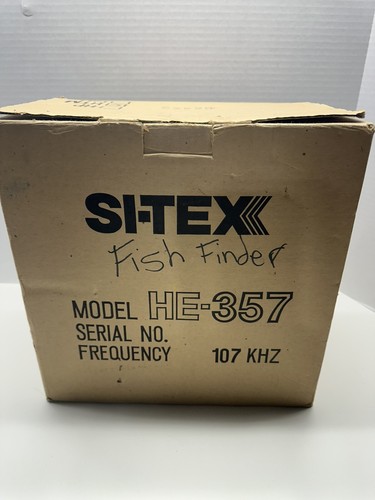 SI-TEX
Fish Finder
MODEL HE-357
SERIAL NO.
FREQUENCY 107 KHZ